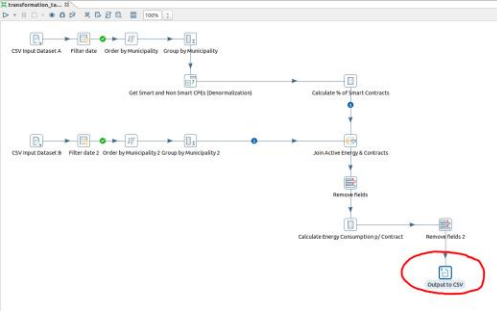 transformation_ta...
100%
CSV Input Dataset A
Filter date
Order by Municipality
Group by Municipality
Get Smart and Non Smart CPEs (Denormalization)
Calculate % of Smart Contracts
CSV Input Dataset B
Filter date 2
Order by Municipality 2
Group by Municipality 2
Join Active Energy & Contracts
Remove fields
Calculate Energy Consumption p/ Contract
Remove fields 2
Output to CSV